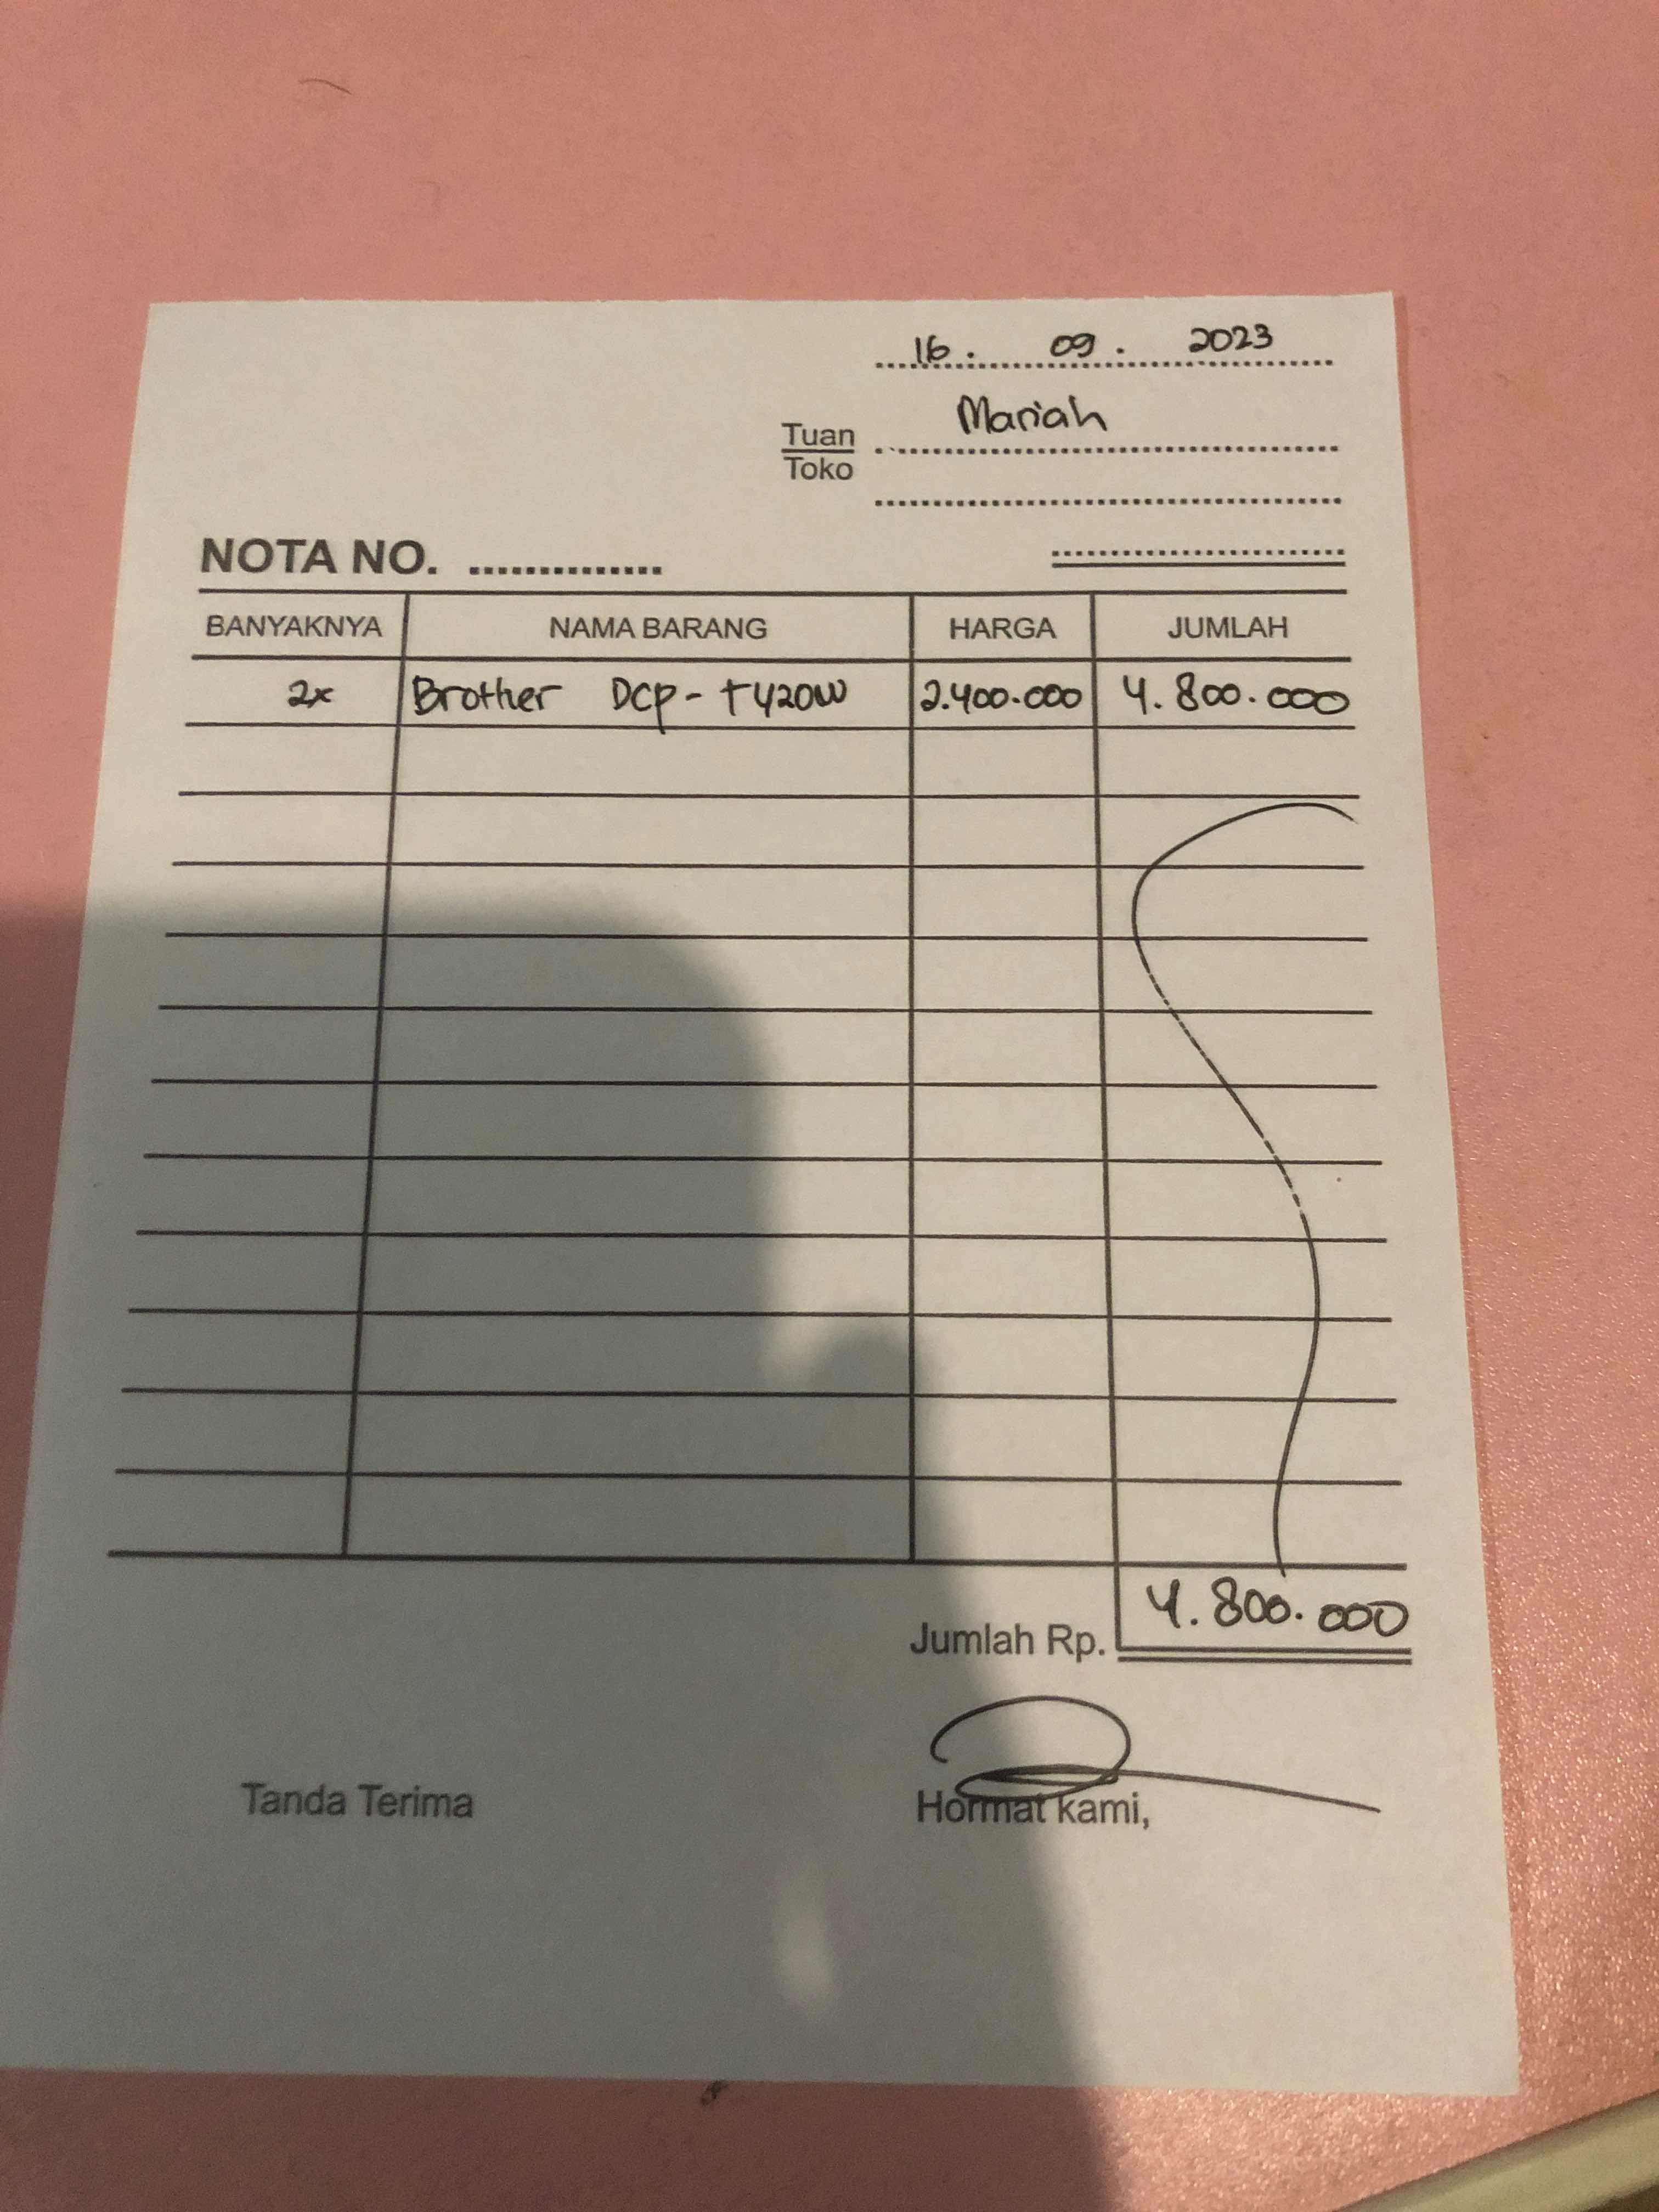 16. 09. 2023
Tuan Mariah
Toko
NOTA NO. ..............
BANYAKNYA NAMA BARANG HARGA JUMLAH
2x Brother DCP-T420W 2.400.000 4.800.000
Jumlah Rp. 4.800.000
Tanda Terima Hormat kami,